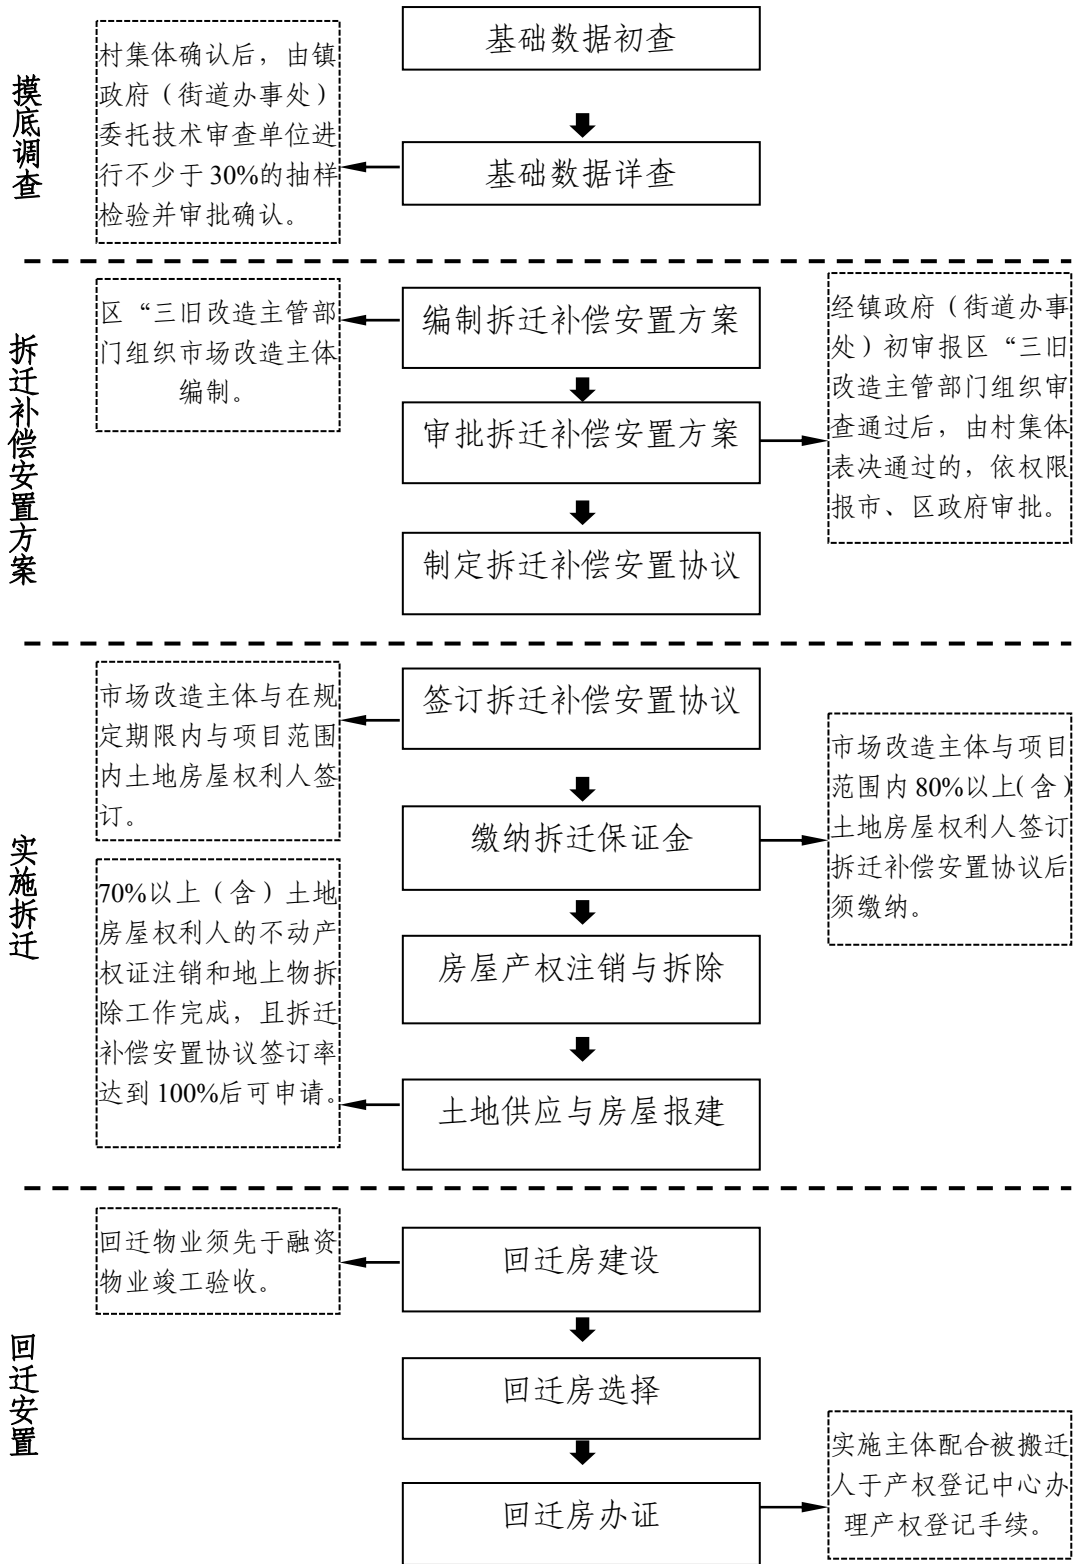 摸底调查
基础数据初查
村集体确认后，由镇
政府（街道办事处）
委托技术审查单位进
行不少于30%的抽样
检验并审批确认。
基础数据详查
拆迁补偿安置方案
区“三旧改造主管部
门组织市场改造主体
编制。
编制拆迁补偿安置方案
审批拆迁补偿安置方案
经镇政府（街道办事
处）初审报区“三旧
改造主管部门组织审
查通过后，由村集体
表决通过的，依权限
报市、区政府审批。
制定拆迁补偿安置协议
实施拆迁
市场改造主体与在规
定期限内与项目范围
内土地房屋权利人签
订。
签订拆迁补偿安置协议
缴纳拆迁保证金
市场改造主体与项目
范围内80%以上（含）
土地房屋权利人签订
拆迁补偿安置协议后
须缴纳。
房屋产权注销与拆除
70%以上（含）土地
房屋权利人的不动产
权证注销和地上物拆
除工作完成，且拆迁
补偿安置协议签订率
达到100%后可申请。
土地供应与房屋报建
回迁安置
回迁物业须先于融资
物业竣工验收。
回迁房建设
回迁房选择
回迁房办证
实施主体配合被搬迁
人于产权登记中心办
理产权登记手续。